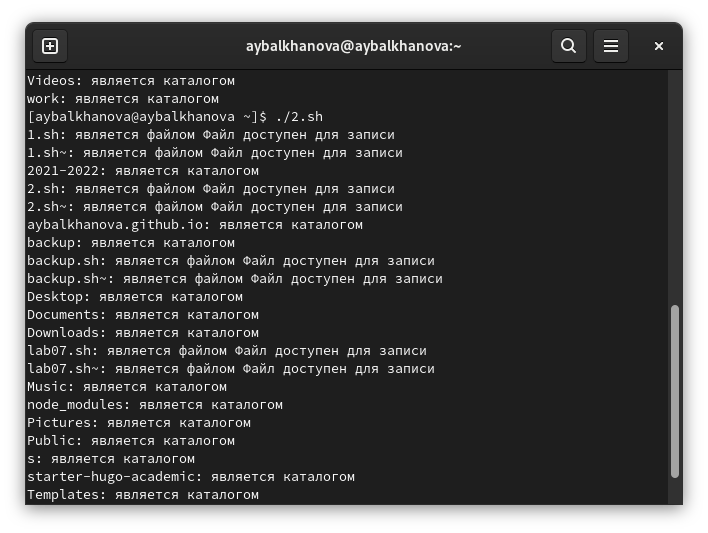 aybalkhanova@aybalkhanova:~
Videos: является каталогом
work: является каталогом
[aybalkhanova@aybalkhanova ~]$ ./2.sh
1.sh: является файлом Файл доступен для записи
1.sh~: является файлом Файл доступен для записи
2021-2022: является каталогом
2.sh: является файлом Файл доступен для записи
2.sh~: является файлом Файл доступен для записи
aybalkhanova.github.io: является каталогом
backup: является каталогом
backup.sh: является файлом Файл доступен для записи
backup.sh~: является файлом Файл доступен для записи
Desktop: является каталогом
Documents: является каталогом
Downloads: является каталогом
lab07.sh: является файлом Файл доступен для записи
lab07.sh~: является файлом Файл доступен для записи
Music: является каталогом
node_modules: является каталогом
Pictures: является каталогом
Public: является каталогом
s: является каталогом
starter-hugo-academic: является каталогом
Templates: является каталогом